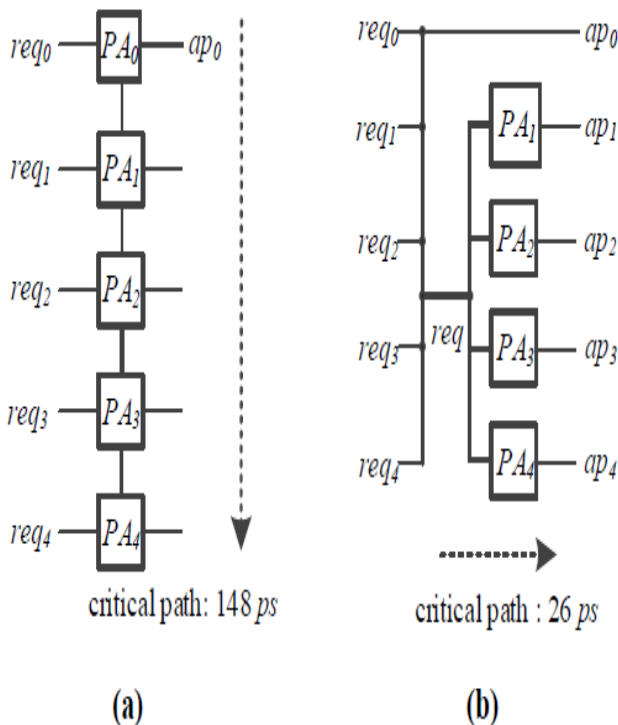 req0 PA0 ap0
req1 PA1
req2 PA2
req3 PA3
req4 PA4
critical path: 148 ps
(a)
req0 ap0
req1 PA1 ap1
req2 PA2 ap2
req
req3 PA3 ap3
req4 PA4 ap4
critical path : 26 ps
(b)